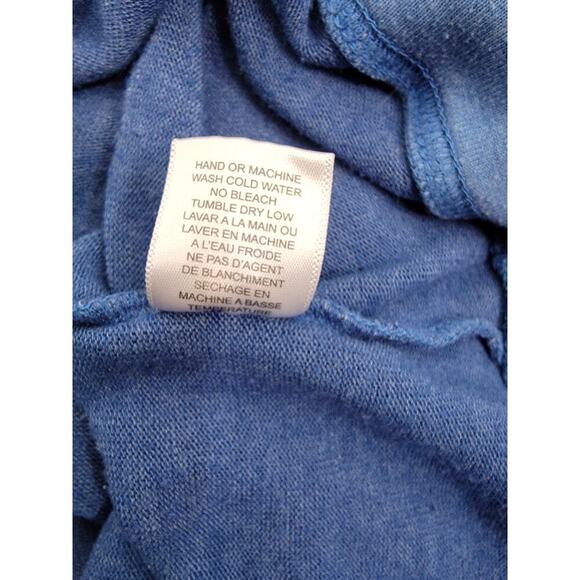 HAND OR MACHINE
WASH COLD WATER
NO BLEACH
TUMBLE DRY LOW
LAVAR A LA MAIN OU
LAVER EN MACHINE
A L'EAU FROIDE
NE PAS D'AGENT
DE BLANCHIMENT
SECHAGE EN
MACHINE A BASSE
TEMPERATURE